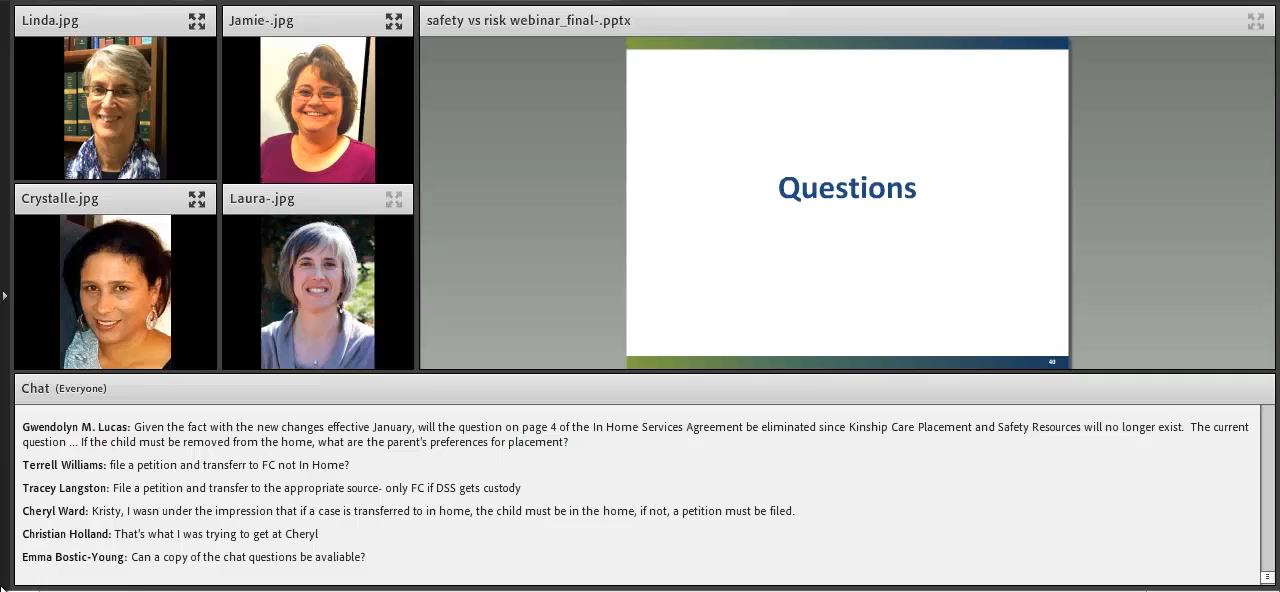 Linda.jpg
Jamie-.jpg
safety vs risk webinar_final-.pptx
Crystalle.jpg
Laura-.jpg
Questions
40
Chat (Everyone)
Gwendolyn M. Lucas: Given the fact with the new changes effective January, will the question on page 4 of the In Home Services Agreement be eliminated since Kinship Care Placement and Safety Resources will no longer exist. The current
question ... If the child must be removed from the home, what are the parent's preferences for placement?
Terrell Williams: file a petition and transferr to FC not In Home?
Tracey Langston: File a petition and transfer to the appropriate source- only FC if DSS gets custody
Cheryl Ward: Kristy, I wasn under the impression that if a case is transferred to in home, the child must be in the home, if not, a petition must be filed.
Christian Holland: That's what I was trying to get at Cheryl
Emma Bostic-Young: Can a copy of the chat questions be avaliable?